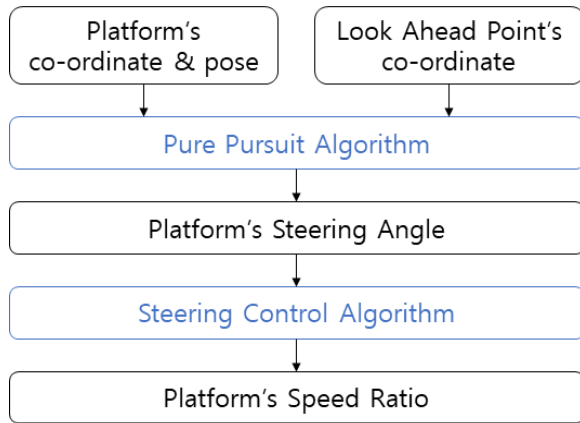 Platform's
co-ordinate & pose
Look Ahead Point's
co-ordinate
Pure Pursuit Algorithm
Platform's Steering Angle
Steering Control Algorithm
Platform's Speed Ratio